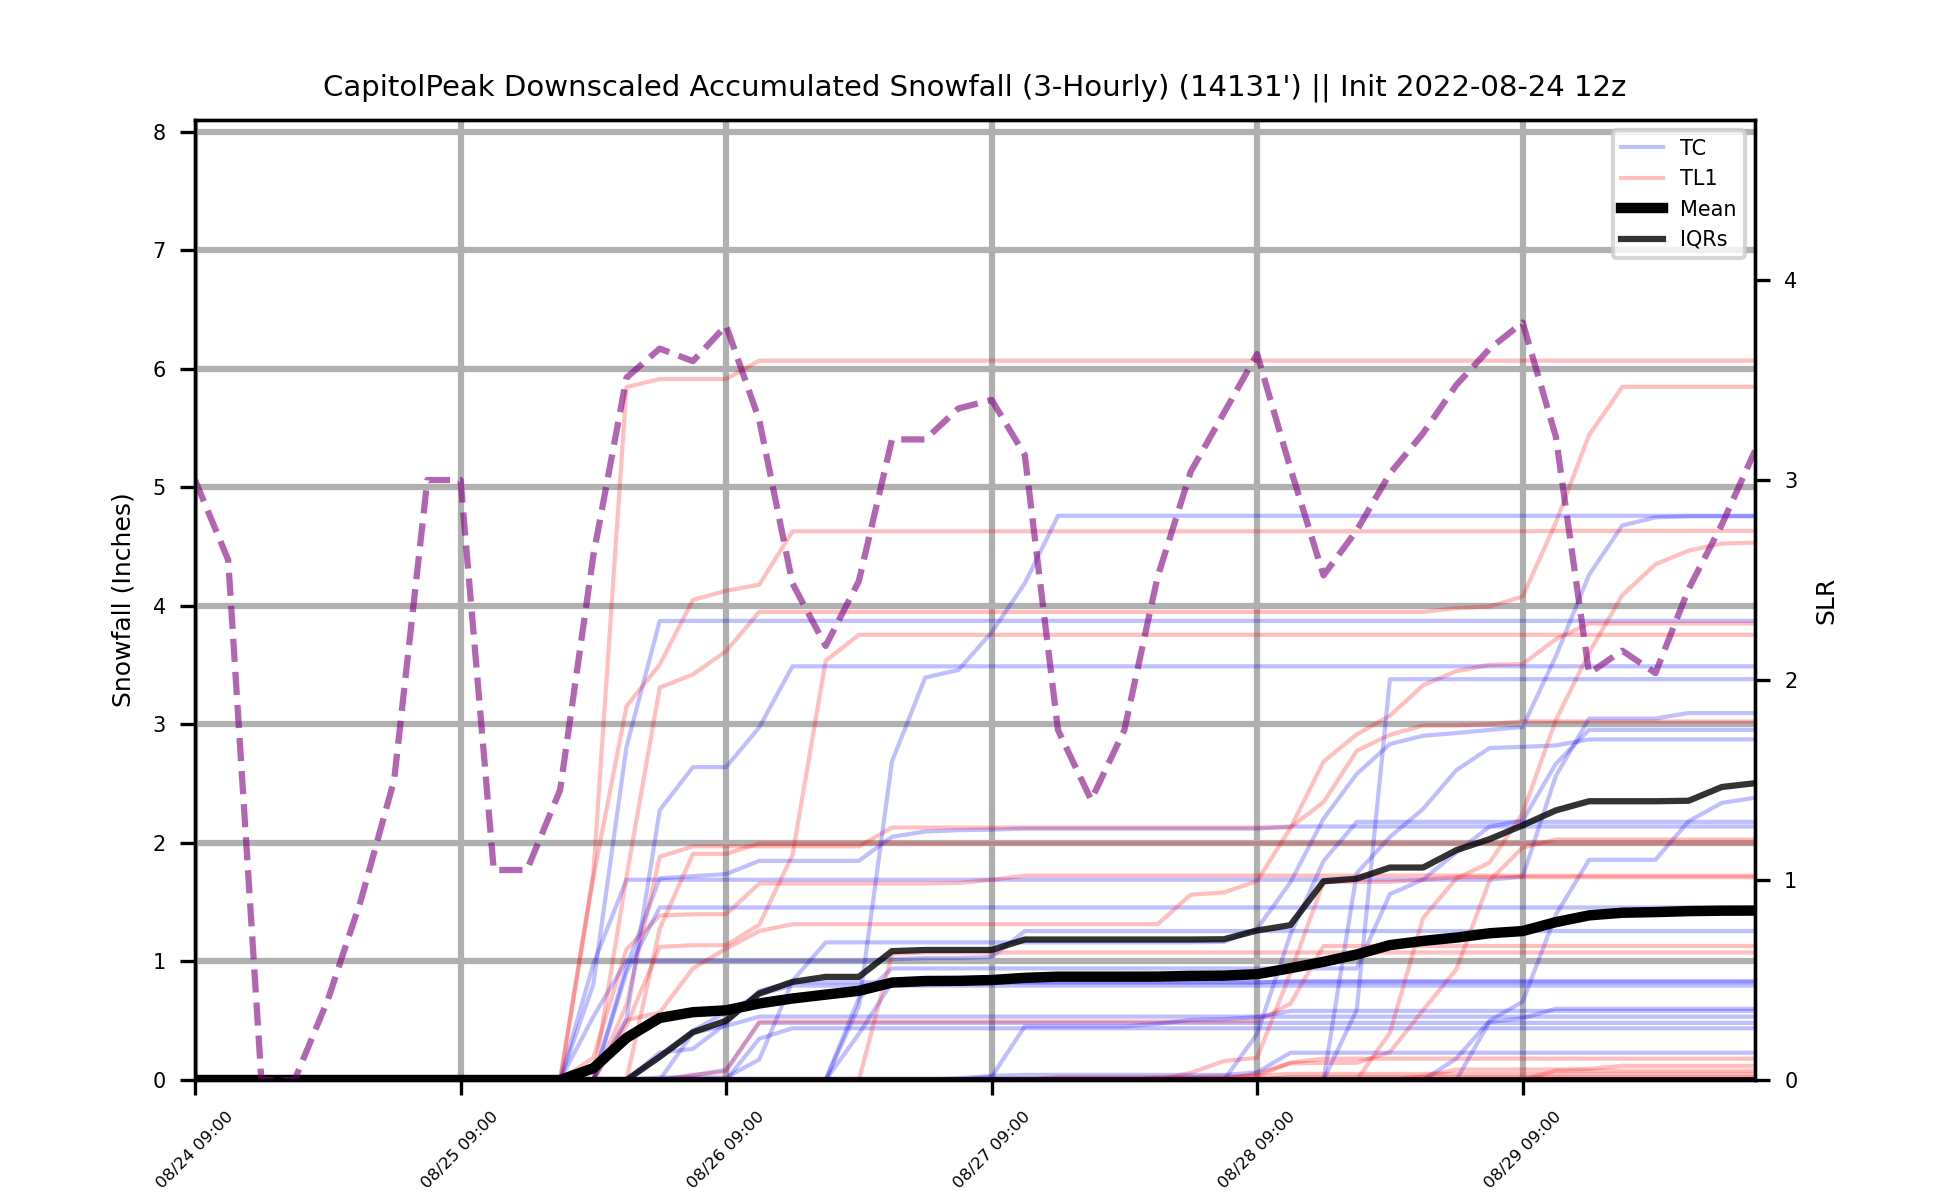 CapitolPeak Downscaled Accumulated Snowfall (3-Hourly) (14131') || Init 2022-08-24 12z
TC
TL1
Mean
IQRs
Snowfall (Inches)
8
7
6
5
4
3
2
1
0
SLR
4
3
2
1
0
08/24 09:00
08/25 09:00
08/26 09:00
08/27 09:00
08/28 09:00
08/29 09:00